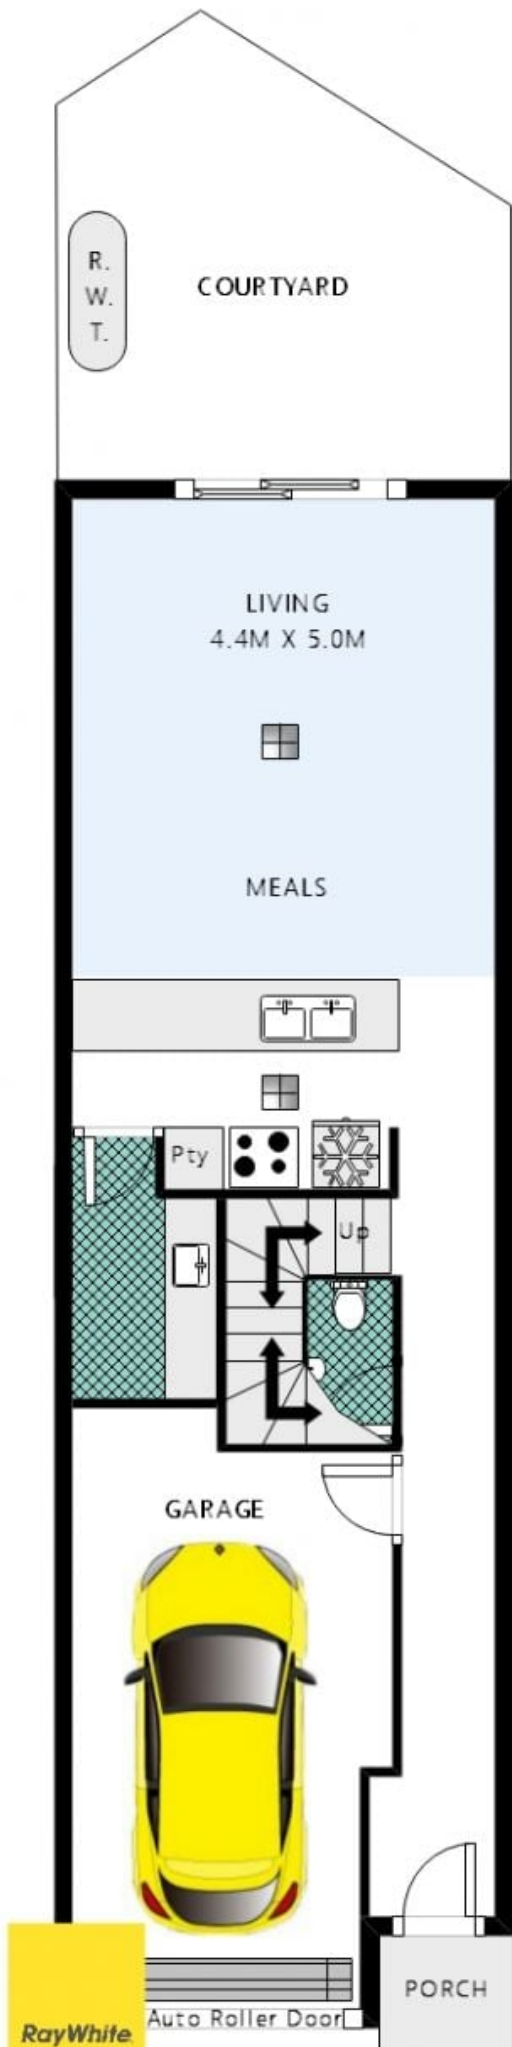 R.
W.
T.
COURTYARD
LIVING
4.4M X 5.0M
MEALS
Pty
Up
GARAGE
PORCH
Auto Roller Door
RayWhite.